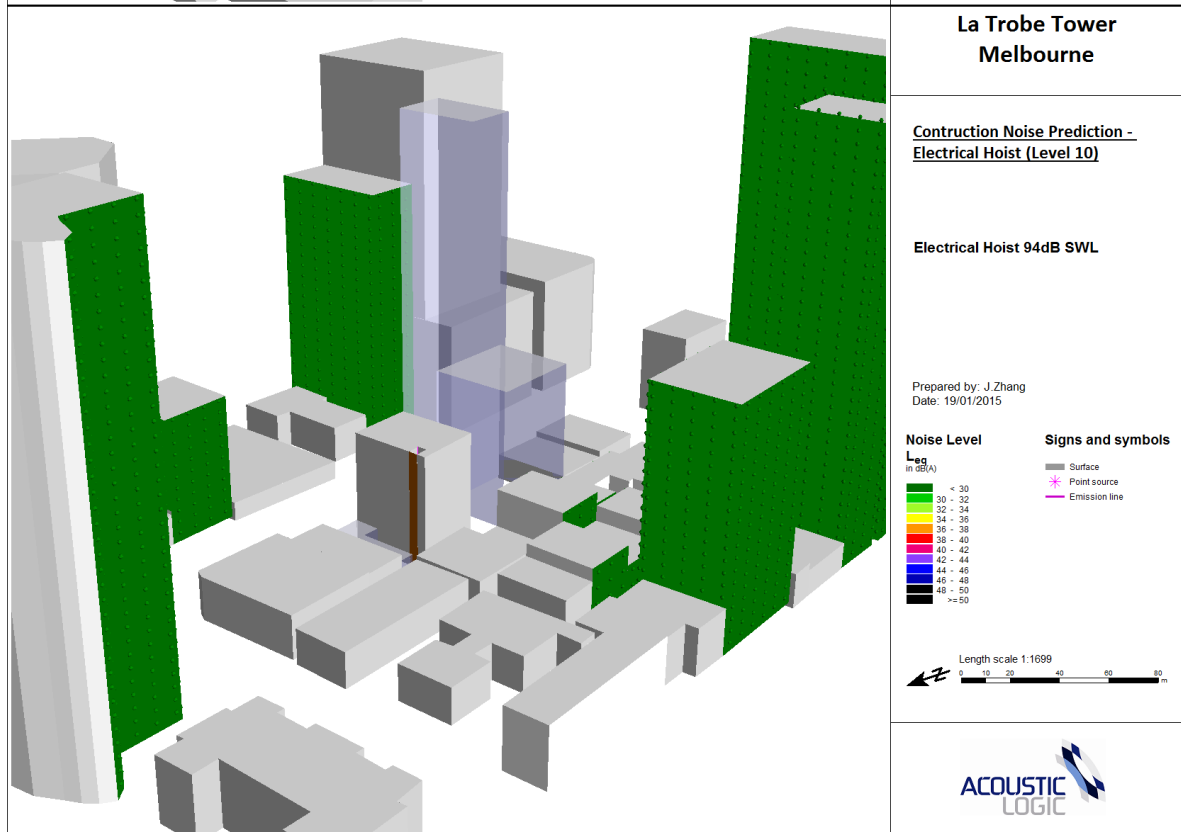 La Trobe Tower
Melbourne
Contruction Noise Prediction -
Electrical Hoist (Level 10)
Electrical Hoist 94dB SWL
Prepared by: J.Zhang
Date: 19/01/2015
Noise Level
Leq
in dB(A)
< 30
30 - 32
32 - 34
34 - 36
36 - 38
38 - 40
40 - 42
42 - 44
44 - 46
46 - 48
48 - 50
>= 50
Signs and symbols
Surface
Point source
Emission line
Length scale 1:1699
0 10 20 40 60 80
m
ACOUSTIC
LOGIC